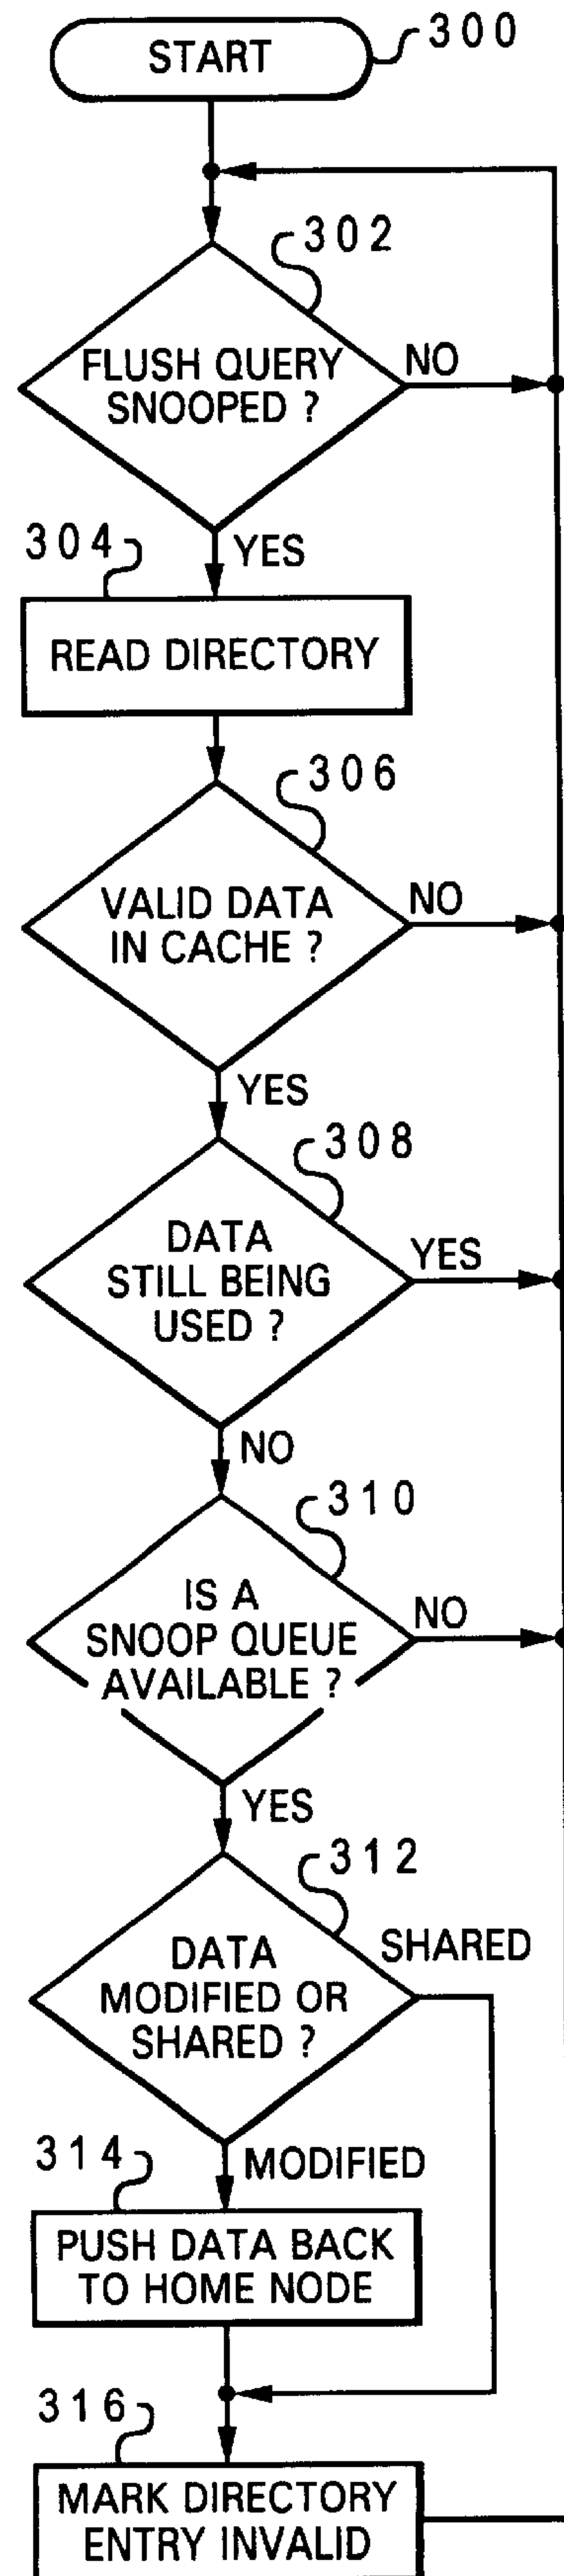 START
300
302
FLUSH QUERY
SNOOPED ?
NO
304
YES
READ DIRECTORY
306
VALID DATA
IN CACHE ?
NO
YES
308
DATA
STILL BEING
USED ?
YES
NO
310
IS A
SNOOP QUEUE
AVAILABLE ?
NO
YES
312
DATA
MODIFIED OR
SHARED ?
SHARED
314
MODIFIED
PUSH DATA BACK
TO HOME NODE
316
MARK DIRECTORY
ENTRY INVALID